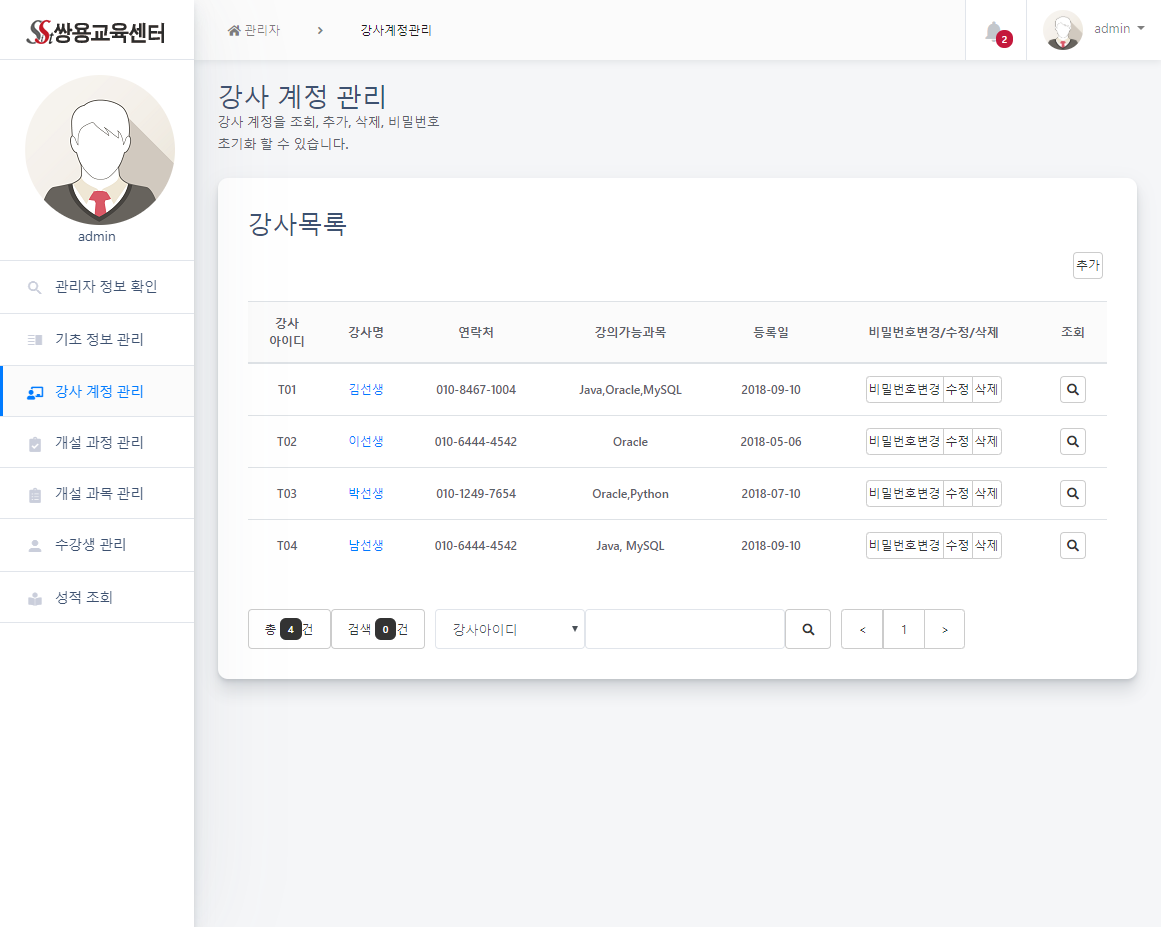 쌍용교육센터
관리자 > 강사계정관리
2
admin
admin
관리자 정보 확인
기초 정보 관리
강사 계정 관리
개설 과정 관리
개설 과목 관리
수강생 관리
성적 조회
강사 계정 관리
강사 계정을 조회, 추가, 삭제, 비밀번호
초기화 할 수 있습니다.
강사목록
추가
강사 아이디 강사명 연락처 강의가능과목 등록일 비밀번호변경/수정/삭제 조회
T01 김선생 010-8467-1004 Java,Oracle,MySQL 2018-09-10 비밀번호변경 수정 삭제
T02 이선생 010-6444-4542 Oracle 2018-05-06 비밀번호변경 수정 삭제
T03 박선생 010-1249-7654 Oracle,Python 2018-07-10 비밀번호변경 수정 삭제
T04 남선생 010-6444-4542 Java, MySQL 2018-09-10 비밀번호변경 수정 삭제
총 4 건 검색 0 건 강사아이디 < 1 >